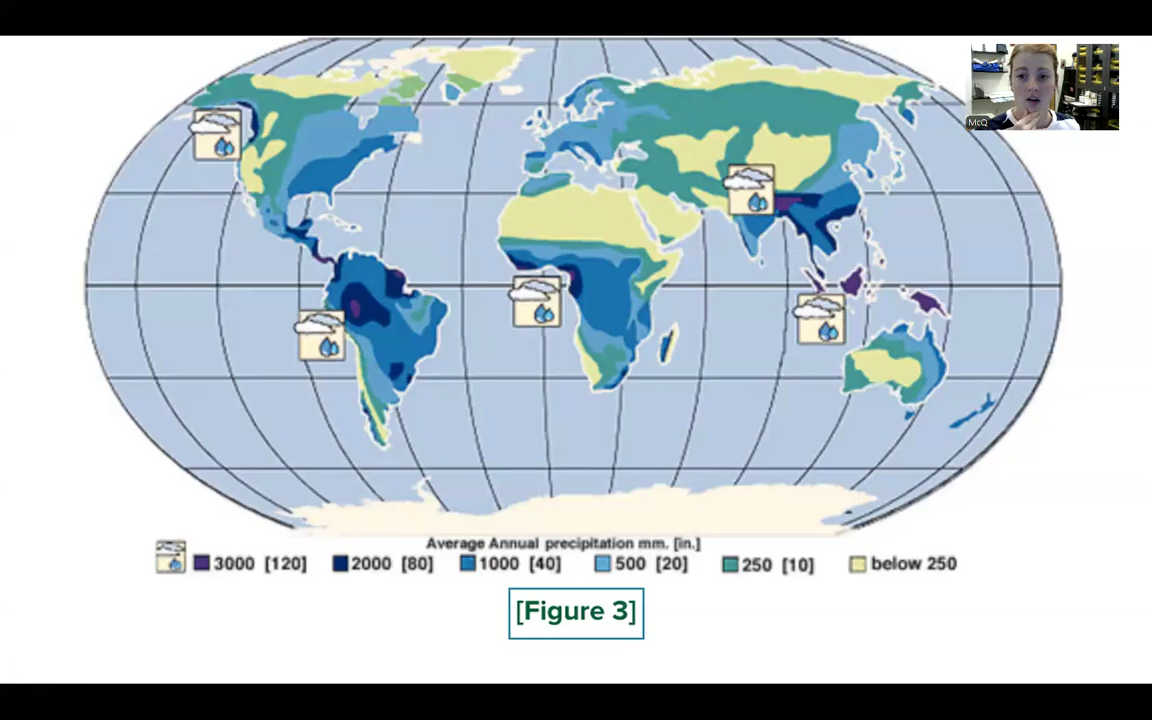 McQ
Average Annual precipitation mm. [in.]
3000 [120] 2000 [80] 1000 [40] 500 [20] 250 [10] below 250
[Figure 3]